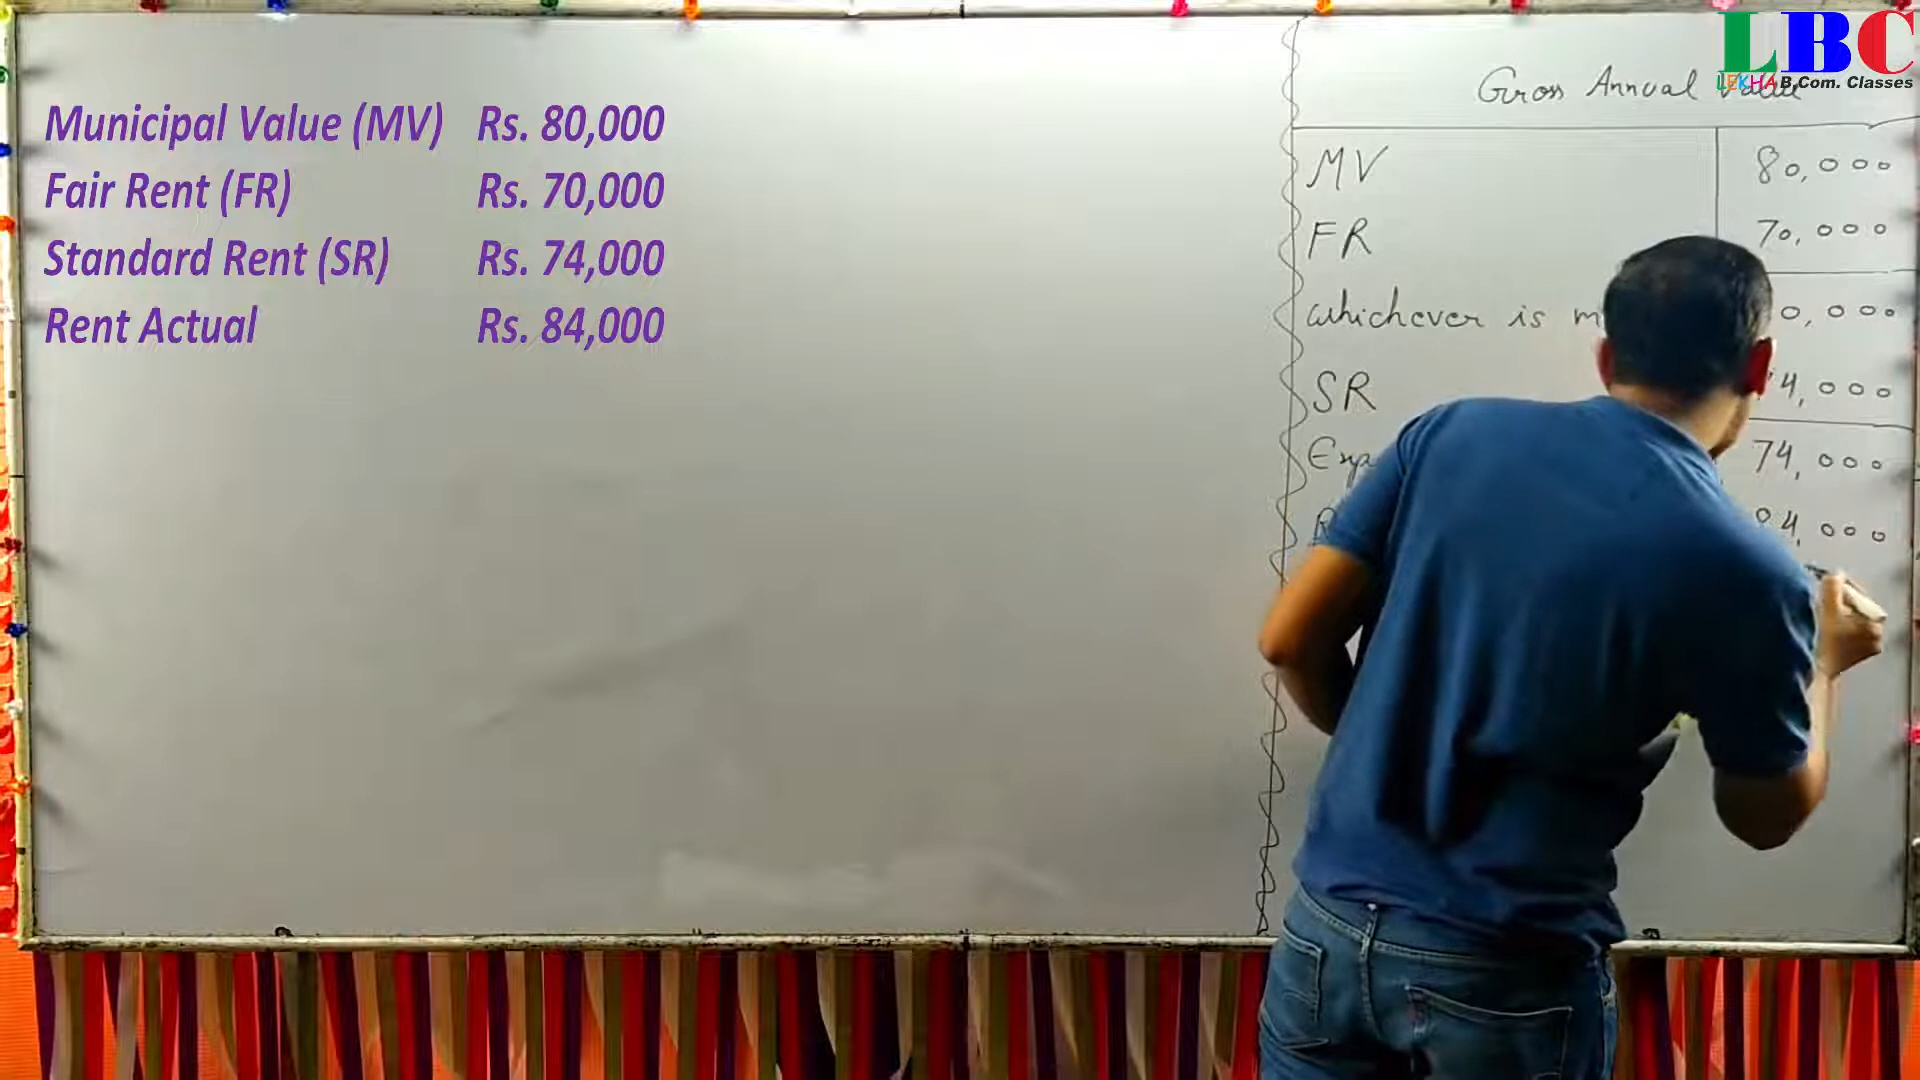 LBC
LEKHA B.Com. Classes
Municipal Value (MV) Rs. 80,000
Fair Rent (FR) Rs. 70,000
Standard Rent (SR) Rs. 74,000
Rent Actual Rs. 84,000
Gross Annual Value
MV 80,000
FR 70,000
whichever is
SR
74,000